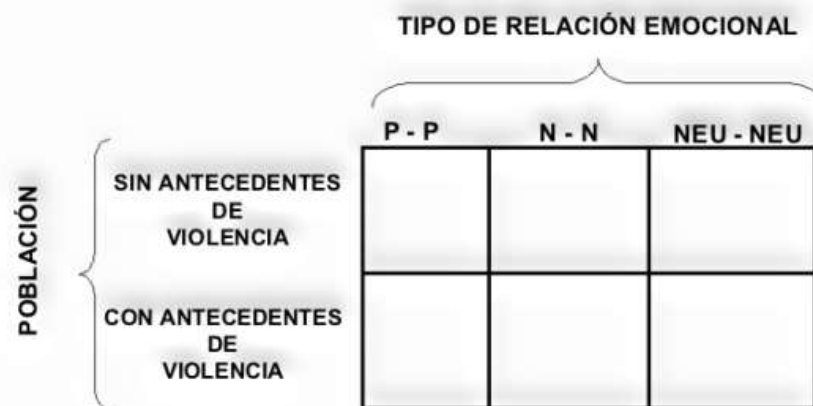 TIPO DE RELACIÓN EMOCIONAL
P - P
N - N
NEU - NEU
POBLACIÓN
SIN ANTECEDENTES
DE
VIOLENCIA
CON ANTECEDENTES
DE
VIOLENCIA